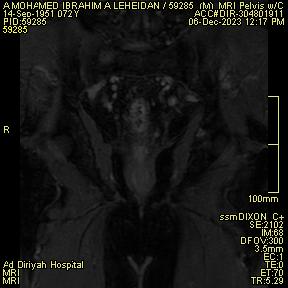 A MOHAMED IBRAHIM A LEHEIDAN / 59285 (M) MRI Pelvis w/C
14-Sep-1951 072Y ACC#DIR-304801911
PID:59285 06-Dec-2023 12:17 PM
59285
R
100mm
ssmDIXON C+
SE:2102
IM:68
DFOV:300
3.5mm
EC:1
Ad Diriyah Hospital TE:0
MRI ET:70
MRI TR:5.29